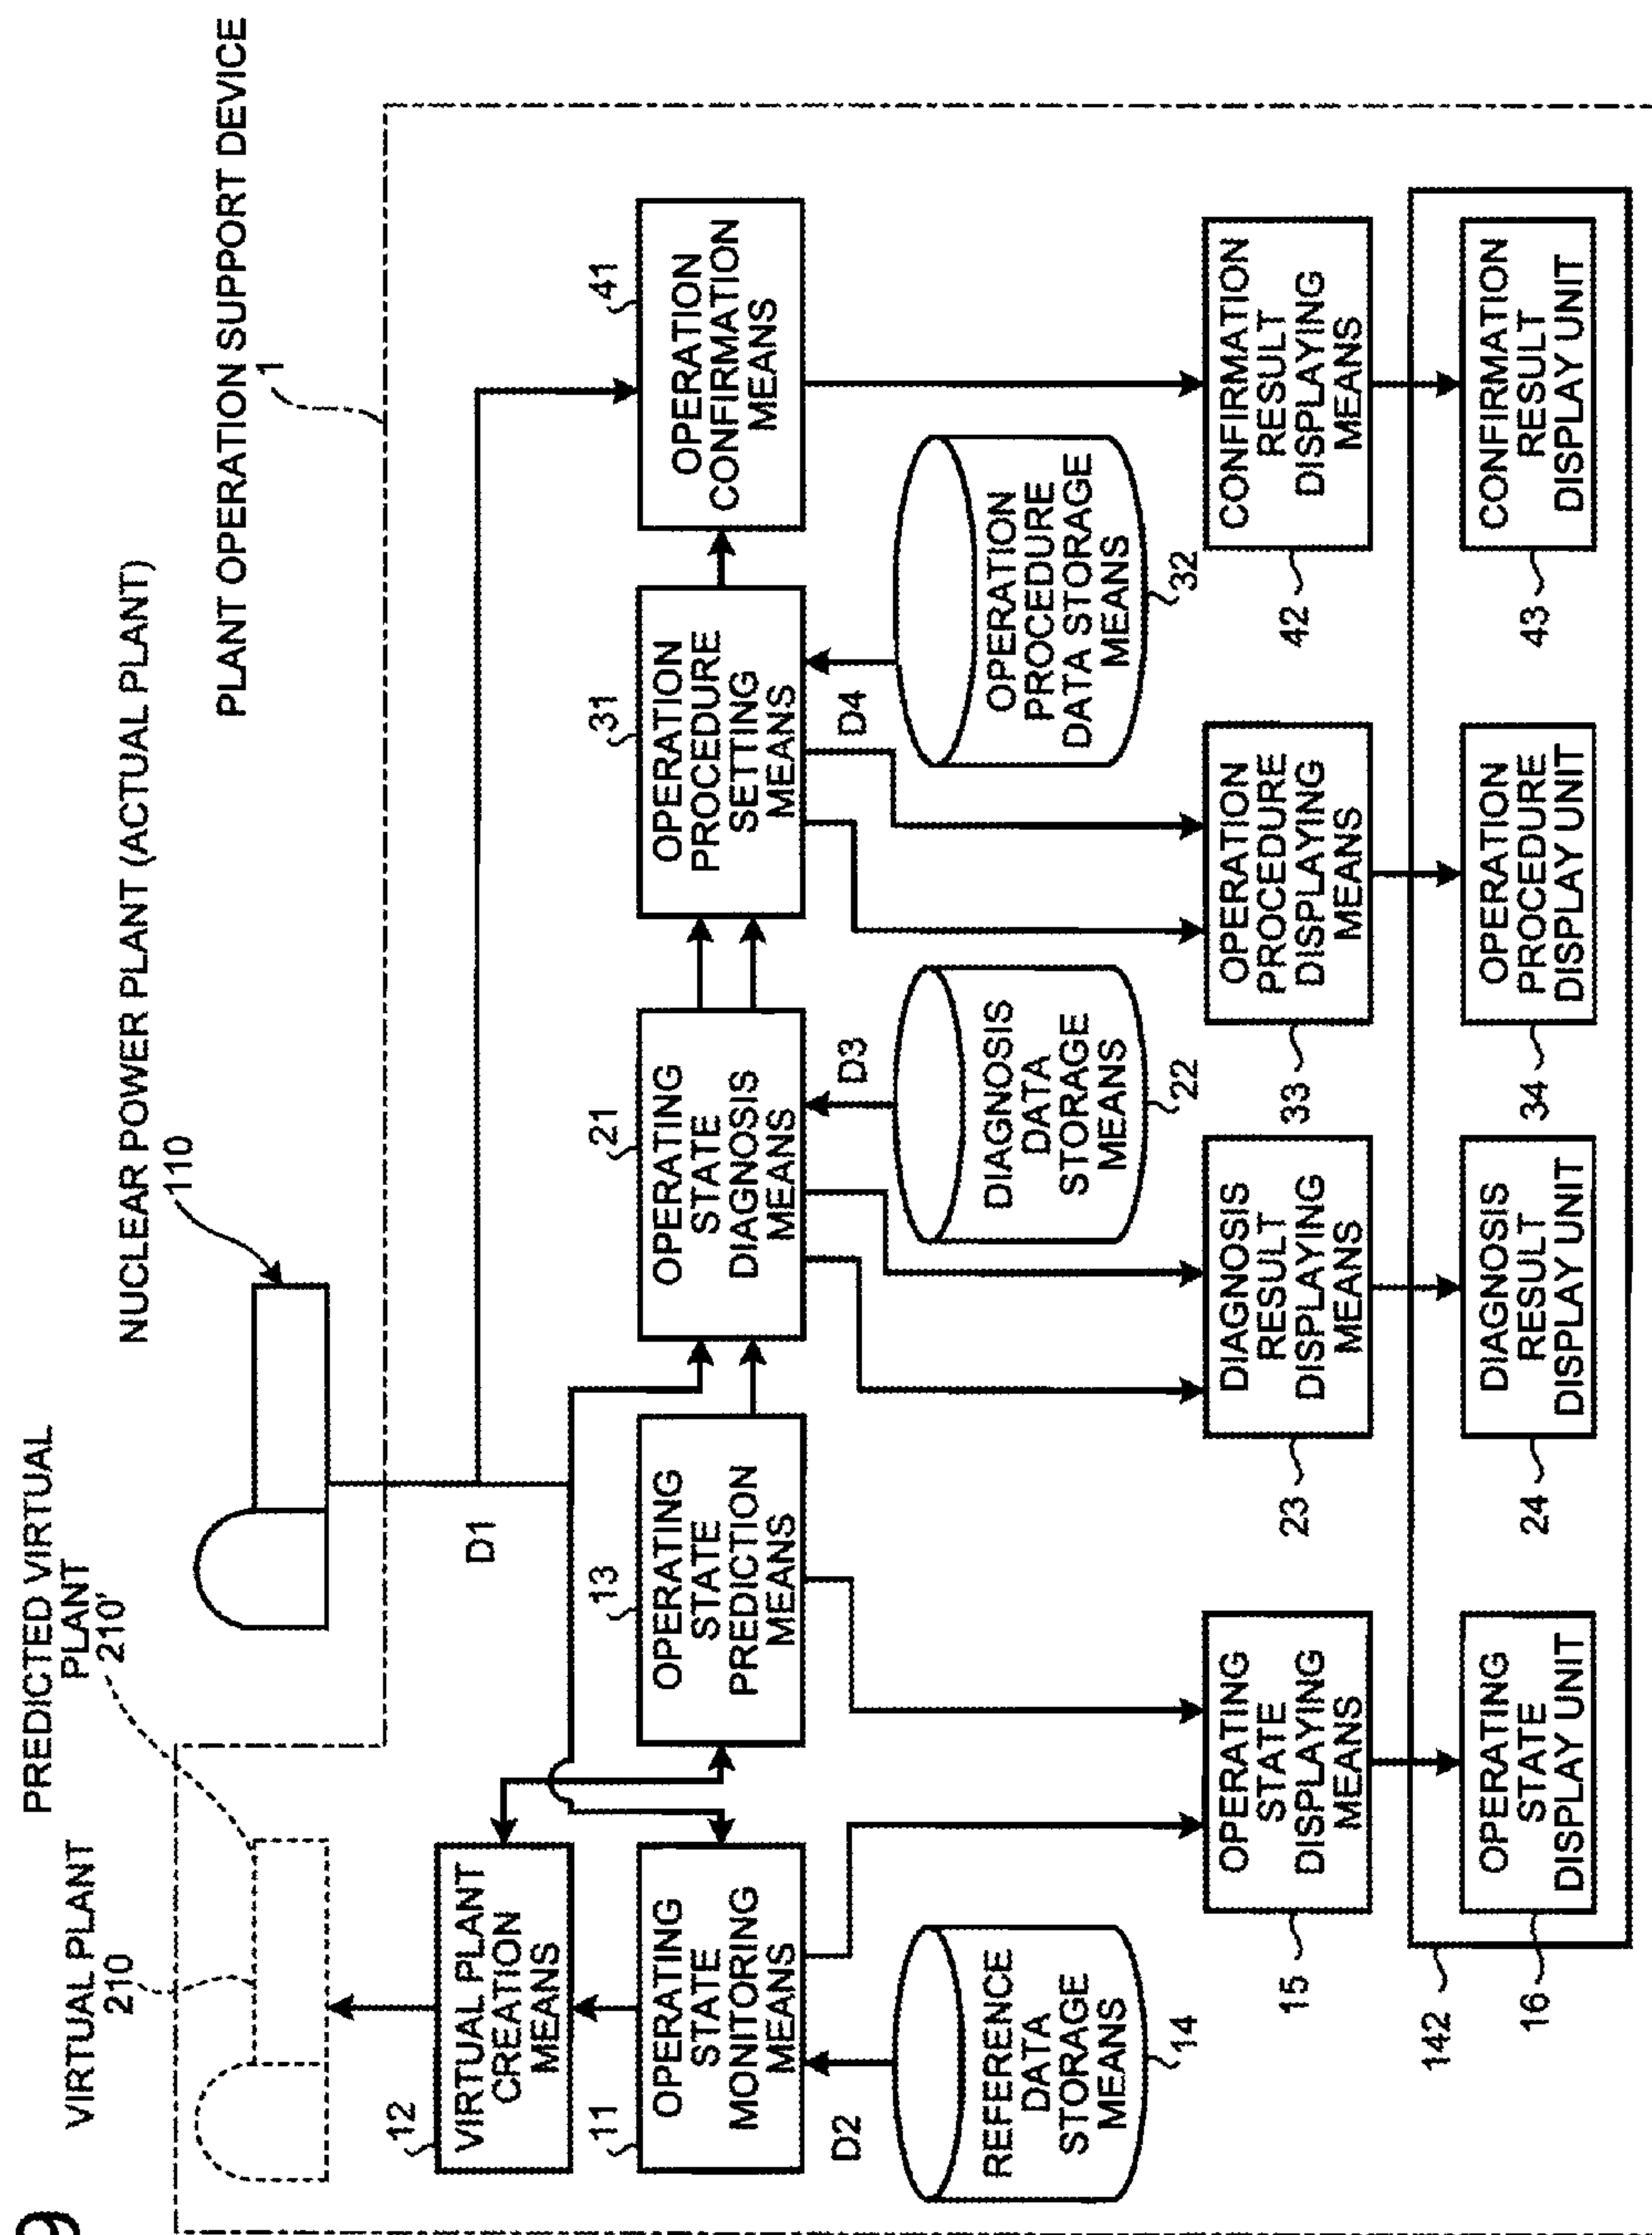 9
PREDICTED VIRTUAL
PLANT
210'
VIRTUAL PLANT
210
NUCLEAR POWER PLANT (ACTUAL PLANT)
110
PLANT OPERATION SUPPORT DEVICE
1
D1
12
VIRTUAL PLANT
CREATION
MEANS
11
OPERATING
STATE
MONITORING
MEANS
13
OPERATING
STATE
PREDICTION
MEANS
21
OPERATING
STATE
DIAGNOSIS
MEANS
31
OPERATION
PROCEDURE
SETTING
MEANS
41
OPERATION
CONFIRMATION
MEANS
D2
D3
D4
REFERENCE
DATA
STORAGE
MEANS
14
DIAGNOSIS
DATA
STORAGE
MEANS
22
OPERATION
PROCEDURE
DATA STORAGE
MEANS
32
OPERATING
STATE
DISPLAYING
MEANS
15
DIAGNOSIS
RESULT
DISPLAYING
MEANS
23
OPERATION
PROCEDURE
DISPLAYING
MEANS
33
CONFIRMATION
RESULT
DISPLAYING
MEANS
42
142
OPERATING
STATE
DISPLAY UNIT
16
DIAGNOSIS
RESULT
DISPLAY UNIT
24
OPERATION
PROCEDURE
DISPLAY UNIT
34
CONFIRMATION
RESULT
DISPLAY UNIT
43